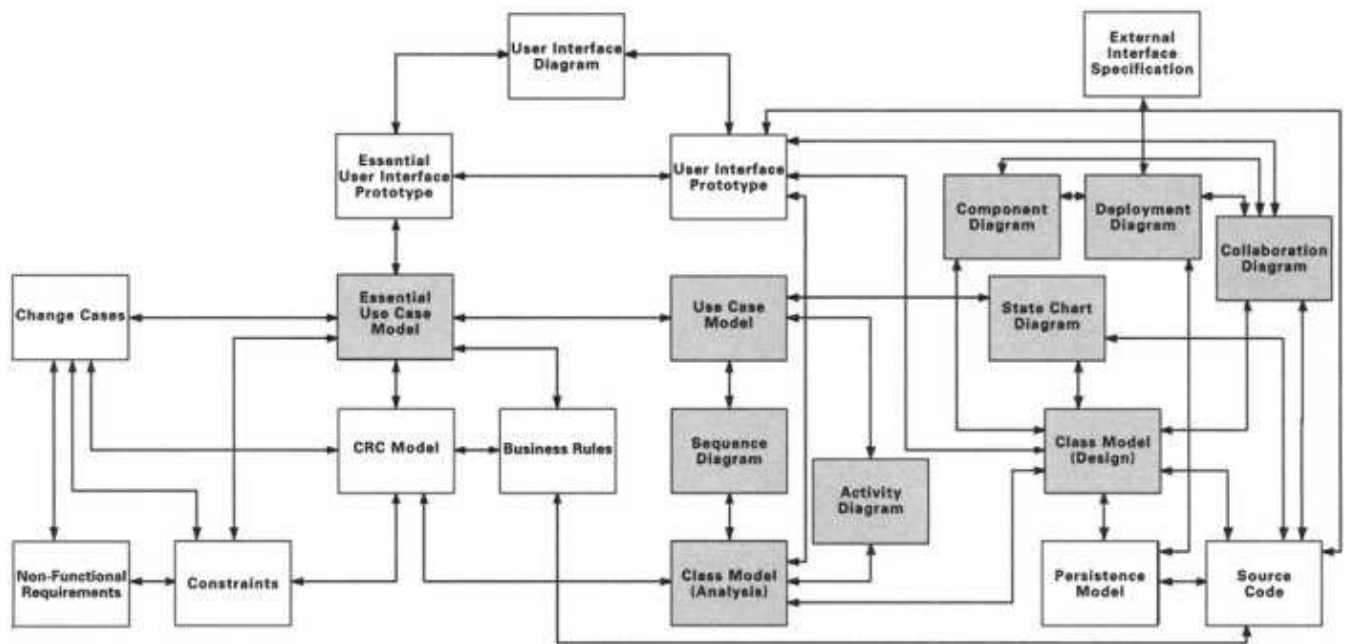 User Interface
Diagram
External
Interface
Specification
Essential
User Interface
Prototype
User Interface
Prototype
Component
Diagram
Deployment
Diagram
Collaboration
Diagram
Change Cases
Essential
Use Case
Model
Use Case
Model
State Chart
Diagram
CRC Model
Business Rules
Sequence
Diagram
Class Model
(Design)
Activity
Diagram
Non-Functional
Requirements
Constraints
Class Model
(Analysis)
Persistence
Model
Source
Code